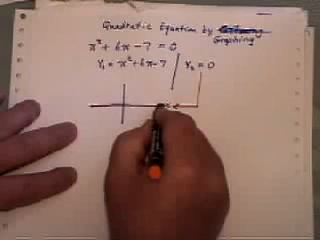 Quadratic Equation by
Graphing
x² + 6x - 7 = 0
Y₁ = x² + 6x - 7 / Y₂ = 0